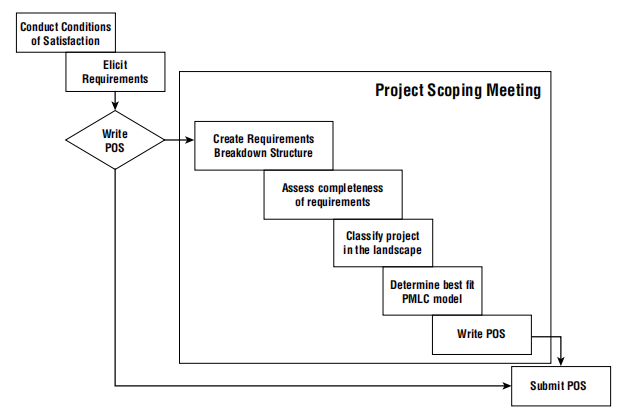 Conduct Conditions
of Satisfaction
Elicit
Requirements
Project Scoping Meeting
Write
POS
Create Requirements
Breakdown Structure
Assess completeness
of requirements
Classify project
in the landscape
Determine best fit
PMLC model
Write POS
Submit POS